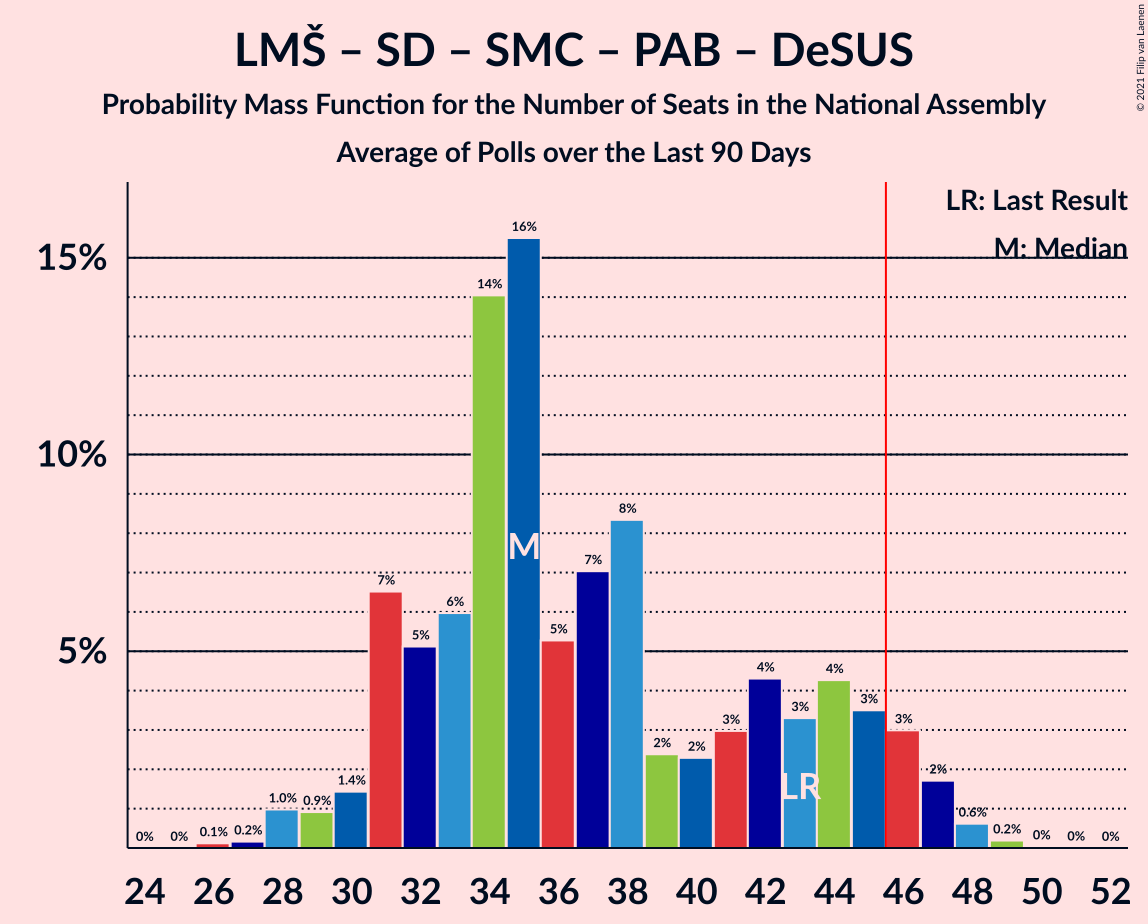 LMŠ – SD – SMC – PAB – DeSUS
Probability Mass Function for the Number of Seats in the National Assembly
Average of Polls over the Last 90 Days
© 2021 Filip van Laenen
LR: Last Result
M: Median
15%
10%
5%
0% 0% 0.1% 0.2% 1.0% 0.9% 1.4% 7% 5% 6% 14% 16% 5% 7% 8% 2% 2% 3% 4% 3% 4% 3% 3% 2% 0.6% 0.2% 0% 0% 0%
M
LR
24 26 28 30 32 34 36 38 40 42 44 46 48 50 52